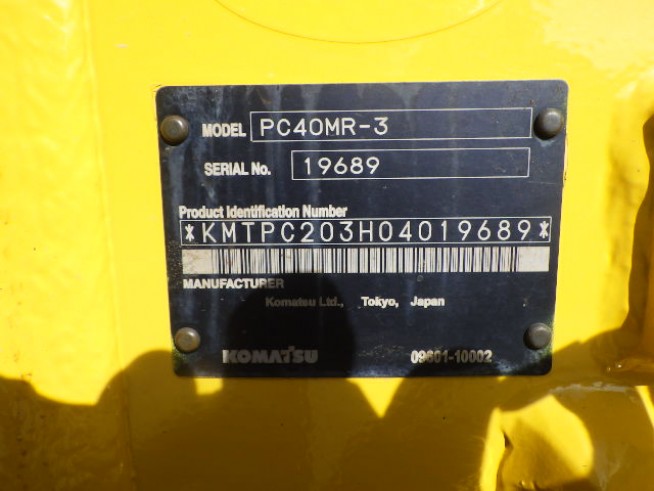 MODEL PC40MR-3
SERIAL No. 19689
Product Identification Number
*KMTPC203H04019689*
MANUFACTURER
Komatsu Ltd., Tokyo, Japan
KOMATSU 09601-10002